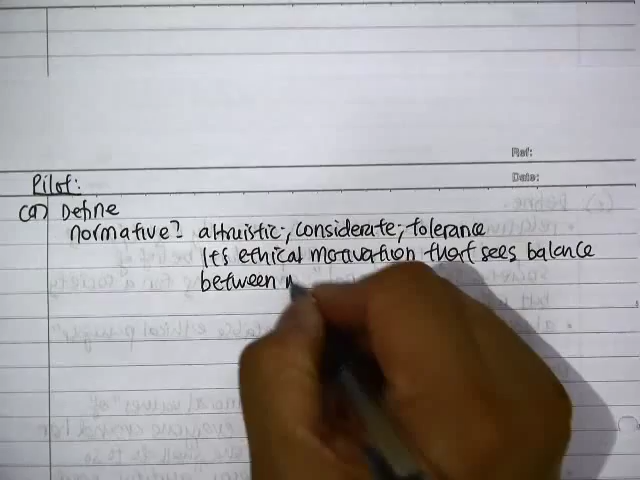 Ref:
Date:
Pilot:
(a) Define
normative? altruistic, considerate, tolerance
It's ethical motivation that sees balance
between